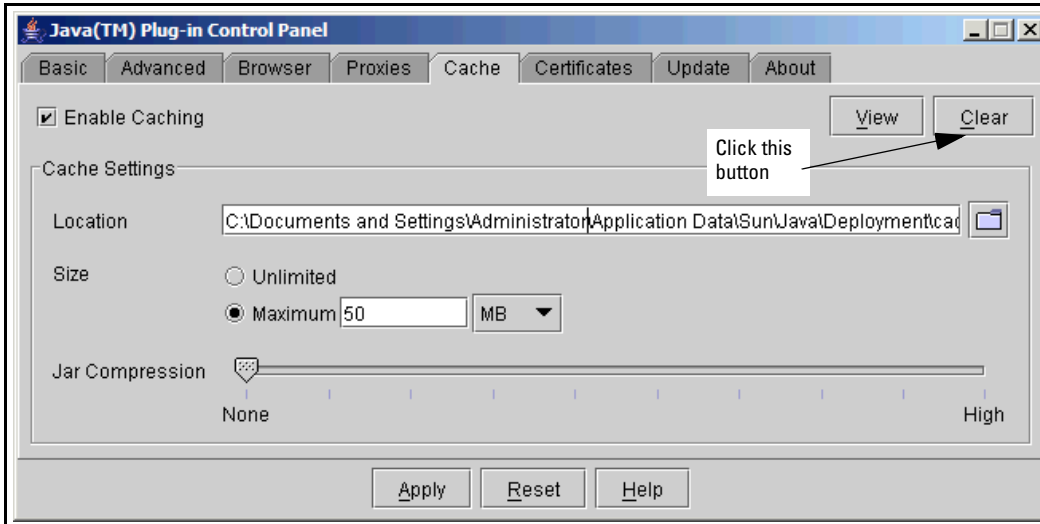 Java(TM) Plug-in Control Panel
Basic Advanced Browser Proxies Cache Certificates Update About
Enable Caching
View Clear
Click this
button
Cache Settings
Location C:\Documents and Settings\Administrator\Application Data\Sun\Java\Deployment\cac
Size Unlimited
Maximum 50 MB
Jar Compression
None High
Apply Reset Help